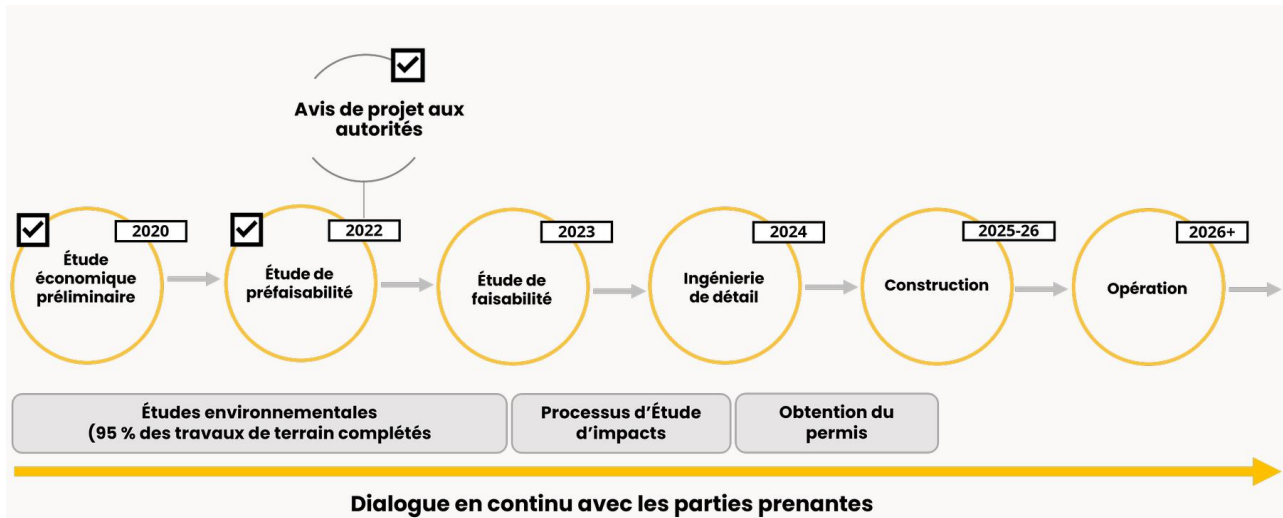 Avis de projet aux
autorités
2020
Étude
économique
préliminaire
2022
Étude de
préfaisabilité
2023
Étude de
faisabilité
2024
Ingénierie
de détail
2025-26
Construction
2026+
Opération
Études environnementales
(95 % des travaux de terrain complétés
Processus d’Étude
d’impacts
Obtention du
permis
Dialogue en continu avec les parties prenantes